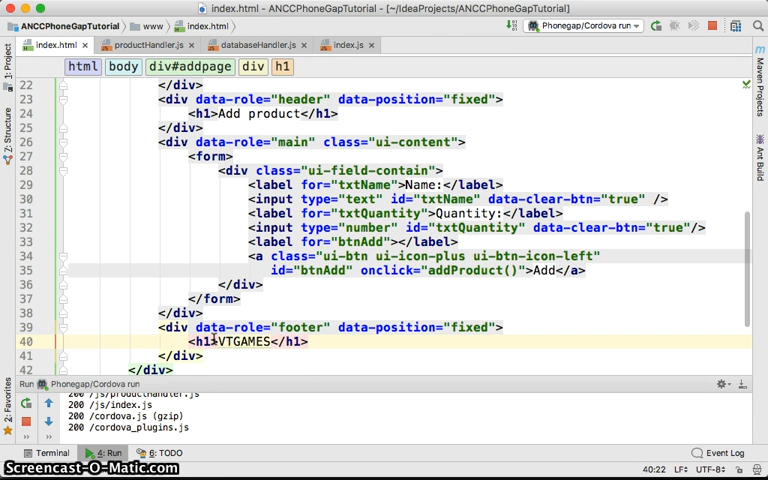 index.html - ANCCPhoneGapTutorial - [~/IdeaProjects/ANCCPhoneGapTutorial]
ANCCPhoneGapTutorial www index.html Phonegap/Cordova run
index.html productHandler.js databaseHandler.js index.js
html body div#addpage div h1
22 </div>
23 <div data-role="header" data-position="fixed">
24 <h1>Add product</h1>
25 </div>
26 <div data-role="main" class="ui-content">
27 <form>
28 <div class="ui-field-contain">
29 <label for="txtName">Name:</label>
30 <input type="text" id="txtName" data-clear-btn="true" />
31 <label for="txtQuantity">Quantity:</label>
32 <input type="number" id="txtQuantity" data-clear-btn="true"/>
33 <label for="btnAdd"></label>
34 <a class="ui-btn ui-icon-plus ui-btn-icon-left"
35 id="btnAdd" onclick="addProduct()">Add</a>
36 </div>
37 </form>
38 </div>
39 <div data-role="footer" data-position="fixed">
40 <h1>VTGAMES</h1>
41 </div>
42 </div>
1: Project
7: Structure
2: Favorites
Maven Projects
Ant Build
Run Phonegap/Cordova run
200 /js/productHandler.js
200 /js/index.js
200 /cordova.js (gzip)
200 /cordova_plugins.js
Terminal 4: Run 6: TODO Event Log
Screencast-O-Matic.com 40:22 LF÷ UTF-8÷